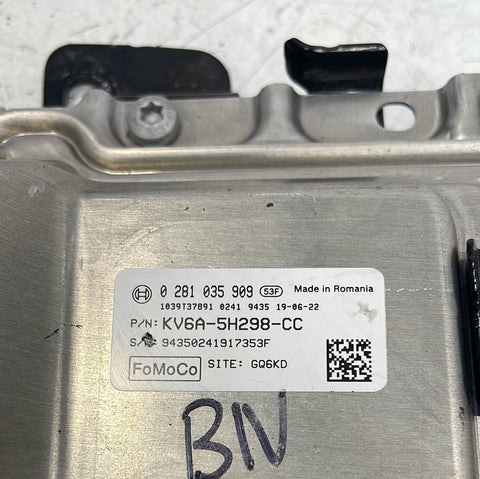 0 281 035 909 53F Made in Romania
1039T37891 0241 9435 19-06-22
P/N: KV6A-5H298-CC
S/N: 94350241917353F
FoMoCo SITE: GQ6KD
BN